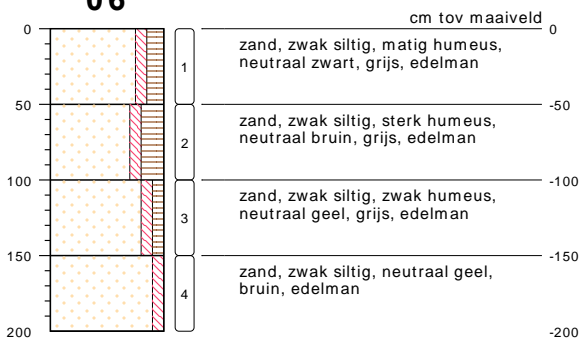 06
cm tov maaiveld
0
0
1
zand, zwak siltig, matig humeus,
neutraal zwart, grijs, edelman
50
-50
2
zand, zwak siltig, sterk humeus,
neutraal bruin, grijs, edelman
100
-100
3
zand, zwak siltig, zwak humeus,
neutraal geel, grijs, edelman
150
-150
4
zand, zwak siltig, neutraal geel,
bruin, edelman
200
-200